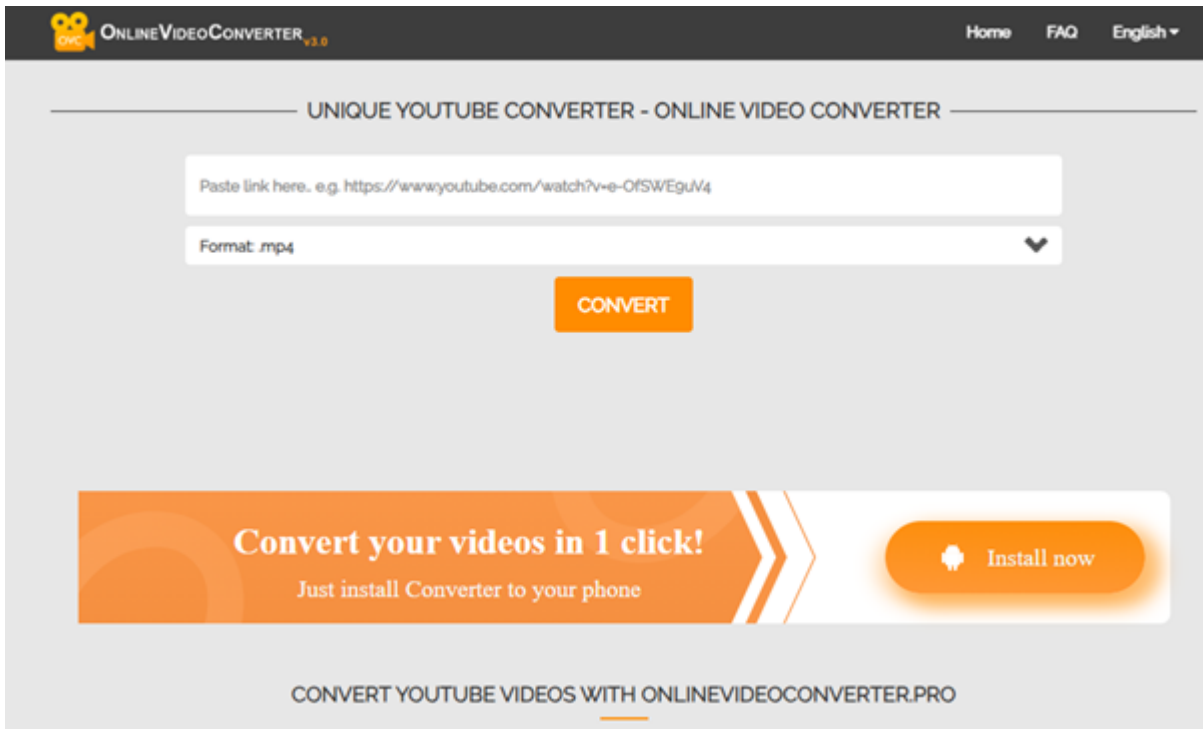 OVC
ONLINEVIDEOCONVERTER v3.0
Home FAQ English
UNIQUE YOUTUBE CONVERTER - ONLINE VIDEO CONVERTER
Paste link here.. e.g. https://www.youtube.com/watch?v=e-OfSWE9uV4
Format: .mp4
CONVERT
Convert your videos in 1 click!
Just install Converter to your phone
Install now
CONVERT YOUTUBE VIDEOS WITH ONLINEVIDEOCONVERTER.PRO